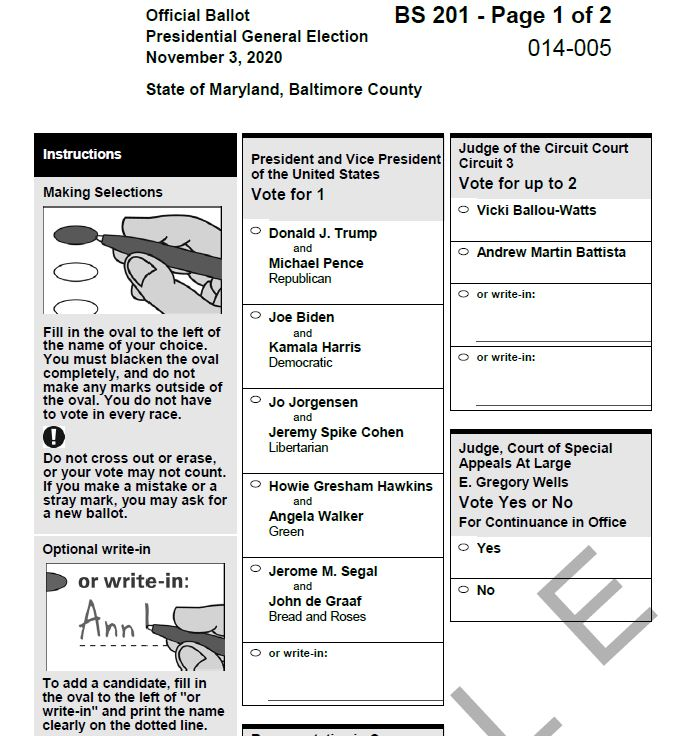 Official Ballot
Presidential General Election
November 3, 2020
State of Maryland, Baltimore County
BS 201 - Page 1 of 2
014-005
Instructions
Making Selections
Fill in the oval to the left of
the name of your choice.
You must blacken the oval
completely, and do not
make any marks outside of
the oval. You do not have
to vote in every race.
!
Do not cross out or erase,
or your vote may not count.
If you make a mistake or a
stray mark, you may ask for
a new ballot.
Optional write-in
or write-in:
Ann
To add a candidate, fill in
the oval to the left of "or
write-in" and print the name
clearly on the dotted line.
President and Vice President
of the United States
Vote for 1
Donald J. Trump
and
Michael Pence
Republican
Joe Biden
and
Kamala Harris
Democratic
Jo Jorgensen
and
Jeremy Spike Cohen
Libertarian
Howie Gresham Hawkins
and
Angela Walker
Green
Jerome M. Segal
and
John de Graaf
Bread and Roses
or write-in:
Judge of the Circuit Court
Circuit 3
Vote for up to 2
Vicki Ballou-Watts
Andrew Martin Battista
or write-in:
or write-in:
Judge, Court of Special
Appeals At Large
E. Gregory Wells
Vote Yes or No
For Continuance in Office
Yes
No